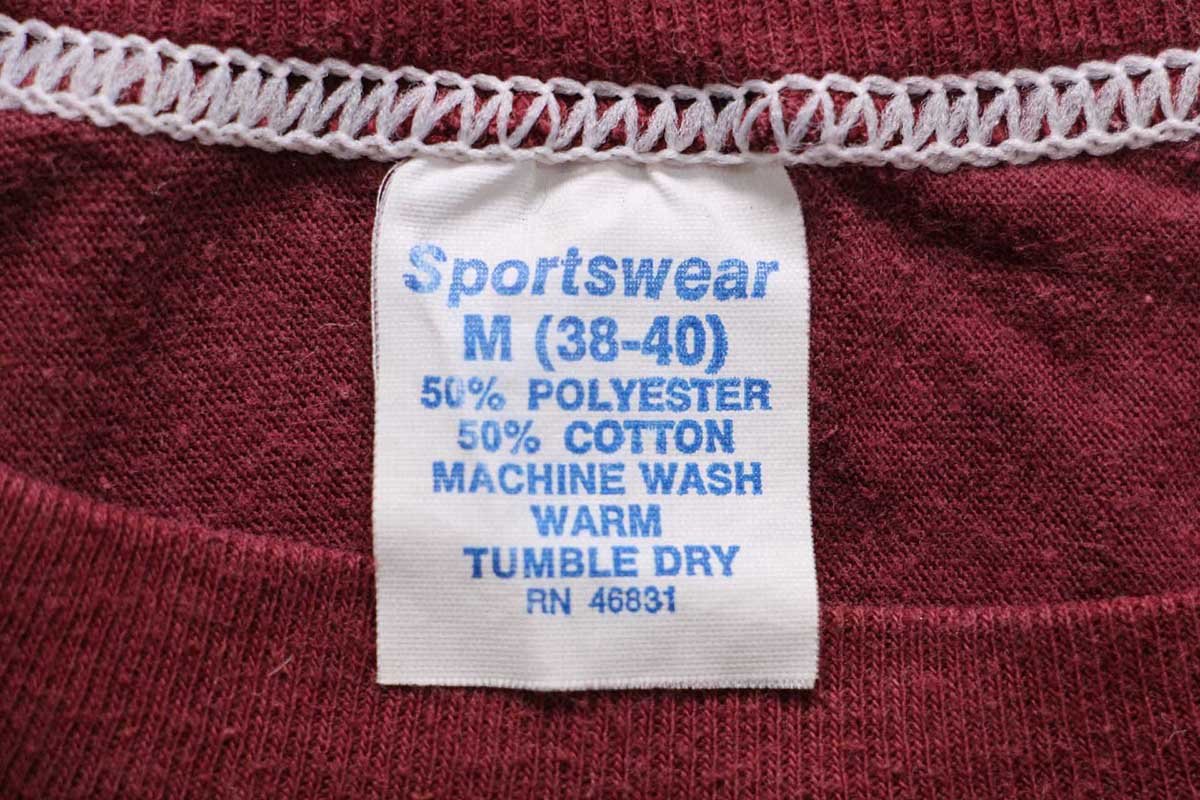 Sportswear
M (38-40)
50% POLYESTER
50% COTTON
MACHINE WASH
WARM
TUMBLE DRY
RN 46831